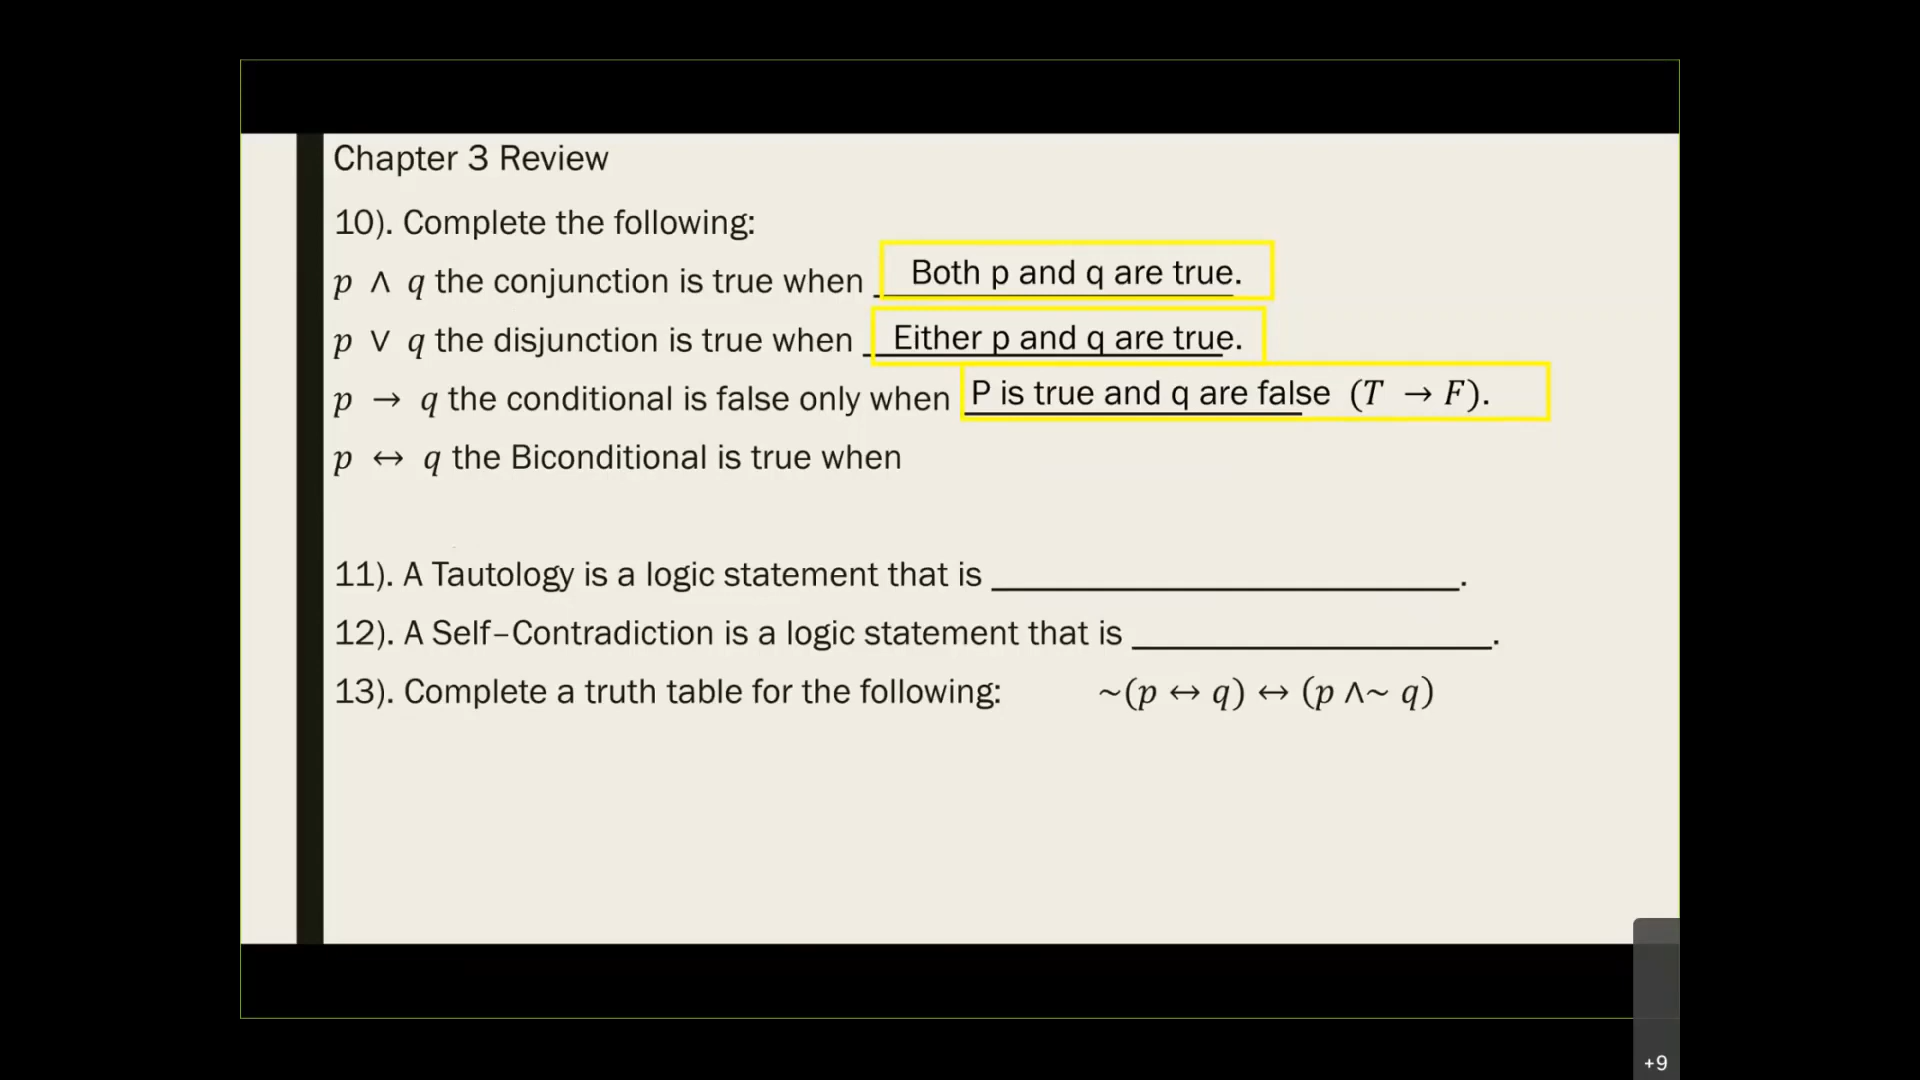 Chapter 3 Review
10). Complete the following:
p ∧ q the conjunction is true when Both p and q are true.
p ∨ q the disjunction is true when Either p and q are true.
p → q the conditional is false only when P is true and q are false (T → F).
p ↔ q the Biconditional is true when
11). A Tautology is a logic statement that is __________________________.
12). A Self–Contradiction is a logic statement that is ____________________.
13). Complete a truth table for the following: ~(p ↔ q) ↔ (p ∧~ q)
+9